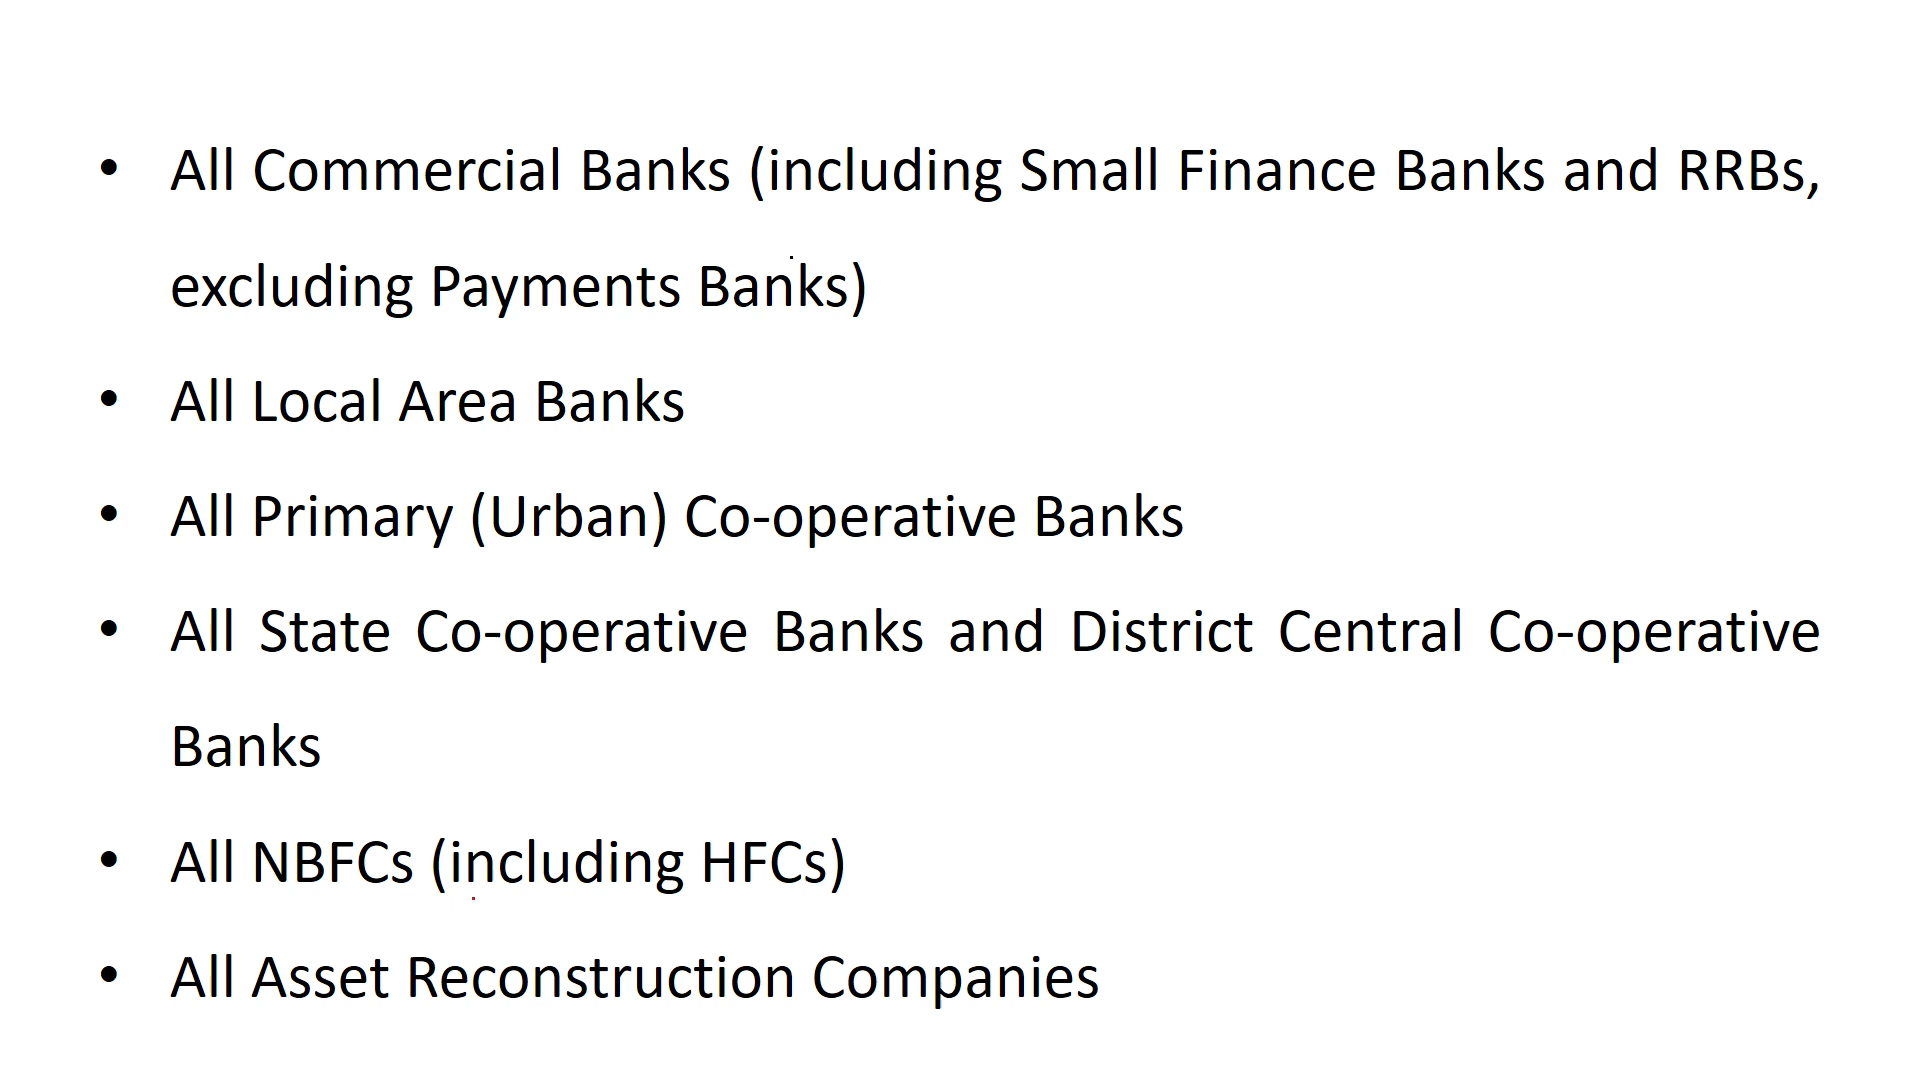 • All Commercial Banks (including Small Finance Banks and RRBs,
excluding Payments Banks)
• All Local Area Banks
• All Primary (Urban) Co-operative Banks
• All State Co-operative Banks and District Central Co-operative
Banks
• All NBFCs (including HFCs)
• All Asset Reconstruction Companies